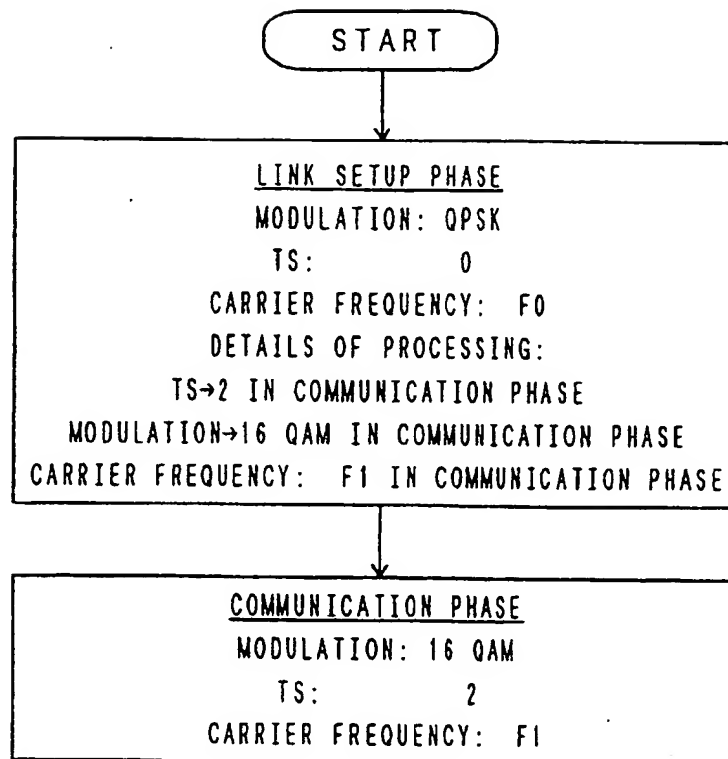 START
LINK SETUP PHASE
MODULATION: QPSK
TS: 0
CARRIER FREQUENCY: F0
DETAILS OF PROCESSING:
TS→2 IN COMMUNICATION PHASE
MODULATION→16 QAM IN COMMUNICATION PHASE
CARRIER FREQUENCY: F1 IN COMMUNICATION PHASE
COMMUNICATION PHASE
MODULATION: 16 QAM
TS: 2
CARRIER FREQUENCY: F1